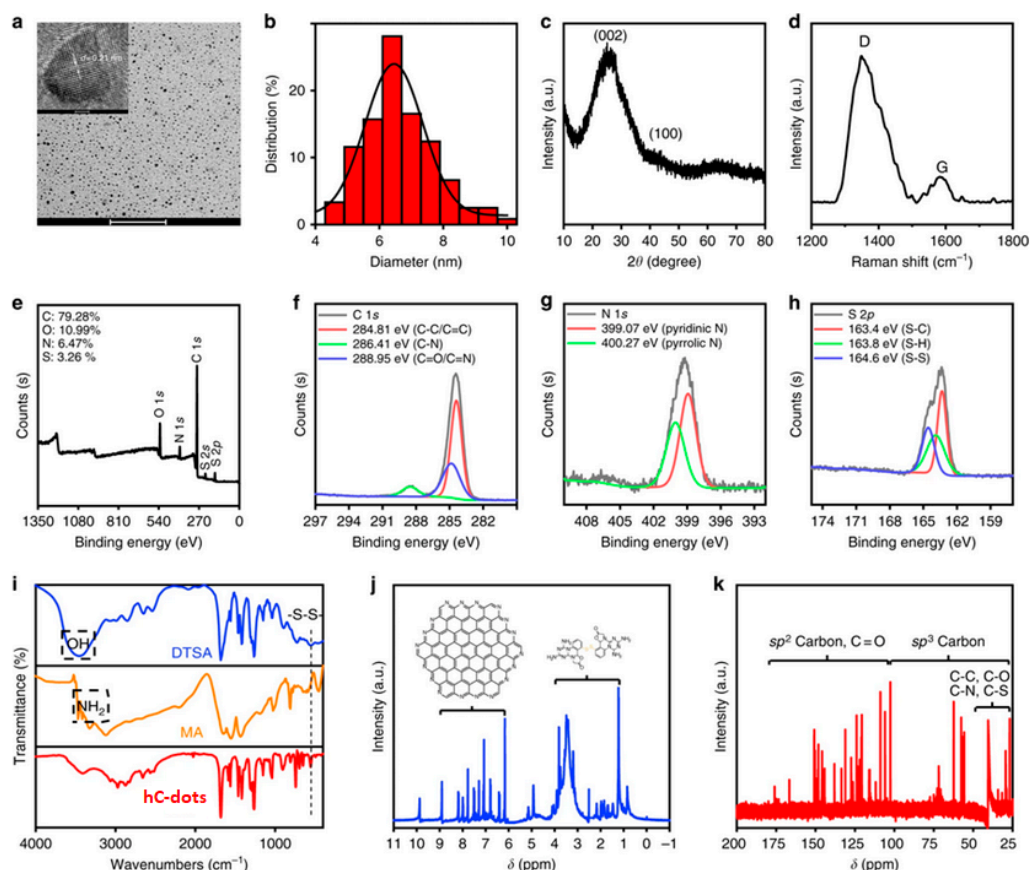 a
d=0.21 nm
b
Distribution (%)
20
10
0
4
6
8
10
Diameter (nm)
c
Intensity (a.u.)
(002)
(100)
10 20 30 40 50 60 70 80
2θ (degree)
d
Intensity (a.u.)
D
G
1200 1400 1600 1800
Raman shift (cm⁻¹)
e
C: 79.28%
O: 10.99%
N: 6.47%
S: 3.26 %
Counts (s)
O 1s
N 1s
C 1s
S 2s
S 2p
1350 1080 810 540 270 0
Binding energy (eV)
f
C 1s
284.81 eV (C-C/C=C)
286.41 eV (C-N)
288.95 eV (C=O/C=N)
Counts (s)
297 294 291 288 285 282
Binding energy (eV)
g
N 1s
399.07 eV (pyridinic N)
400.27 eV (pyrrolic N)
Counts (s)
408 405 402 399 396 393
Binding energy (eV)
h
S 2p
163.4 eV (S-C)
163.8 eV (S-H)
164.6 eV (S-S)
Counts (s)
174 171 168 165 162 159
Binding energy (eV)
i
Transmittance (%)
OH
DTSA
-S-S-
NH₂
MA
hC-dots
4000 3000 2000 1000
Wavenumbers (cm⁻¹)
j
Intensity (a.u.)
11 10 9 8 7 6 5 4 3 2 1 0 −1
δ (ppm)
k
Intensity (a.u.)
sp² Carbon, C=O
sp³ Carbon
C-C, C-O
C-N, C-S
200 175 150 125 100 75 50 25
δ (ppm)